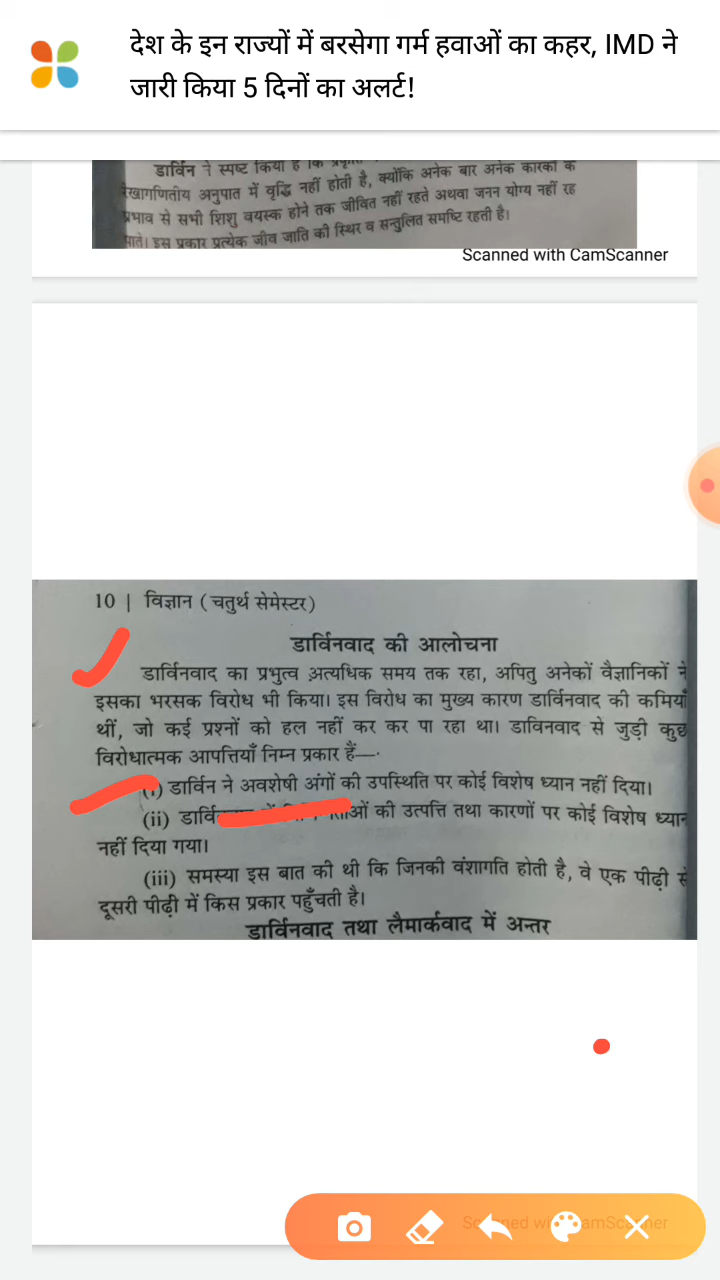 देश के इन राज्यों में बरसेगा गर्म हवाओं का कहर, IMD ने
जारी किया 5 दिनों का अलर्ट!
डार्विन ने स्पष्ट किया है कि
रेखागणितीय अनुपात में वृद्धि नहीं होती है, क्योंकि अनेक बार अनेक कारकों के
प्रभाव से सभी शिशु वयस्क होने तक जीवित नहीं रहते अथवा जनन योग्य नहीं रह
पाते। इस प्रकार प्रत्येक जीव जाति की स्थिर व सन्तुलित समष्टि रहती है।
Scanned with CamScanner
10 | विज्ञान (चतुर्थ सेमेस्टर)
डार्विनवाद की आलोचना
डार्विनवाद का प्रभुत्व अत्यधिक समय तक रहा, अपितु अनेकों वैज्ञानिकों ने
इसका भरसक विरोध भी किया। इस विरोध का मुख्य कारण डार्विनवाद की कमियाँ
थीं, जो कई प्रश्नों को हल नहीं कर कर पा रहा था। डाविनवाद से जुड़ी कुछ
विरोधात्मक आपत्तियाँ निम्न प्रकार हैं—
(i) डार्विन ने अवशेषी अंगों की उपस्थिति पर कोई विशेष ध्यान नहीं दिया।
(ii) की उत्पत्ति तथा कारणों पर कोई विशेष ध्यान
नहीं दिया गया।
(iii) समस्या इस बात की थी कि जिनकी वंशागति होती है, वे एक पीढ़ी से
दूसरी पीढ़ी में किस प्रकार पहुँचती है।
डार्विनवाद तथा लैमार्कवाद में अन्तर
Scanned with CamScanner